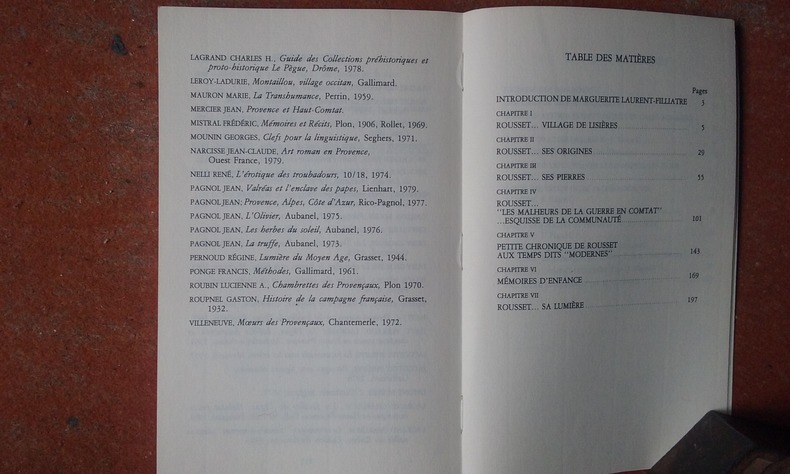 LAGRAND CHARLES H., Guide des Collections préhistoriques et
proto-historique Le Pègue, Drôme, 1978.
LEROY-LADURIE, Montaillou, village occitan, Gallimard.
MAURON MARIE, La Transhumance, Perrin, 1959.
MERCIER JEAN, Provence et Haut-Comtat.
MISTRAL FRÉDÉRIC, Mémoires et Récits, Plon, 1906, Rollet, 1969.
MOUNIN GEORGES, Clefs pour la linguistique, Seghers, 1971.
NARCISSE JEAN-CLAUDE, Art roman en Provence,
Ouest France, 1979.
NELLI RENÉ, L'érotique des troubadours, 10/18, 1974.
PAGNOL JEAN, Valréas et l'enclave des papes, Lienhart, 1979.
PAGNOL JEAN; Provence, Alpes, Côte d'Azur, Rico-Pagnol, 1977.
PAGNOL JEAN, L'Olivier, Aubanel, 1975.
PAGNOL JEAN, Les herbes du soleil, Aubanel, 1976.
PAGNOL JEAN, La truffe, Aubanel, 1973.
PERNOUD RÉGINE, Lumière du Moyen Age, Grasset, 1944.
PONGE FRANCIS, Méthodes, Gallimard, 1961.
ROUBIN LUCIENNE A., Chambrettes des Provençaux, Plon 1970.
ROUPNEL GASTON, Histoire de la campagne française, Grasset,
1932.
VILLENEUVE, Mœurs des Provençaux, Chantemerle, 1972.
TABLE DES MATIÈRES
Pages
INTRODUCTION DE MARGUERITE LAURENT-FILLIATRE 3
CHAPITRE I
ROUSSET... VILLAGE DE LISIÈRES 5
CHAPITRE II
ROUSSET... SES ORIGINES 29
CHAPITRE III
ROUSSET... SES PIERRES 55
CHAPITRE IV
ROUSSET...
"LES MALHEURS DE LA GUERRE EN COMTAT"
...ESQUISSE DE LA COMMUNAUTÉ 101
CHAPITRE V
PETITE CHRONIQUE DE ROUSSET
AUX TEMPS DITS "MODERNES" 143
CHAPITRE VI
MÉMOIRES D'ENFANCE 169
CHAPITRE VII
ROUSSET... SA LUMIÈRE 197